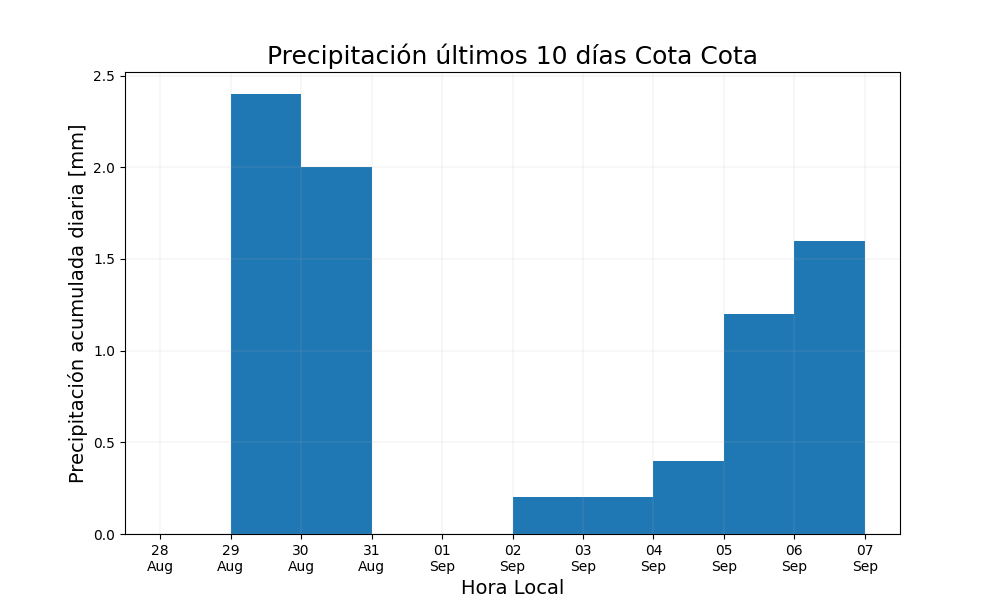 Precipitación últimos 10 días Cota Cota
Precipitación acumulada diaria [mm]
2.5
2.0
1.5
1.0
0.5
0.0
28 29 30 31 01 02 03 04 05 06 07
Aug Aug Aug Aug Sep Sep Sep Sep Sep Sep Sep
Hora Local